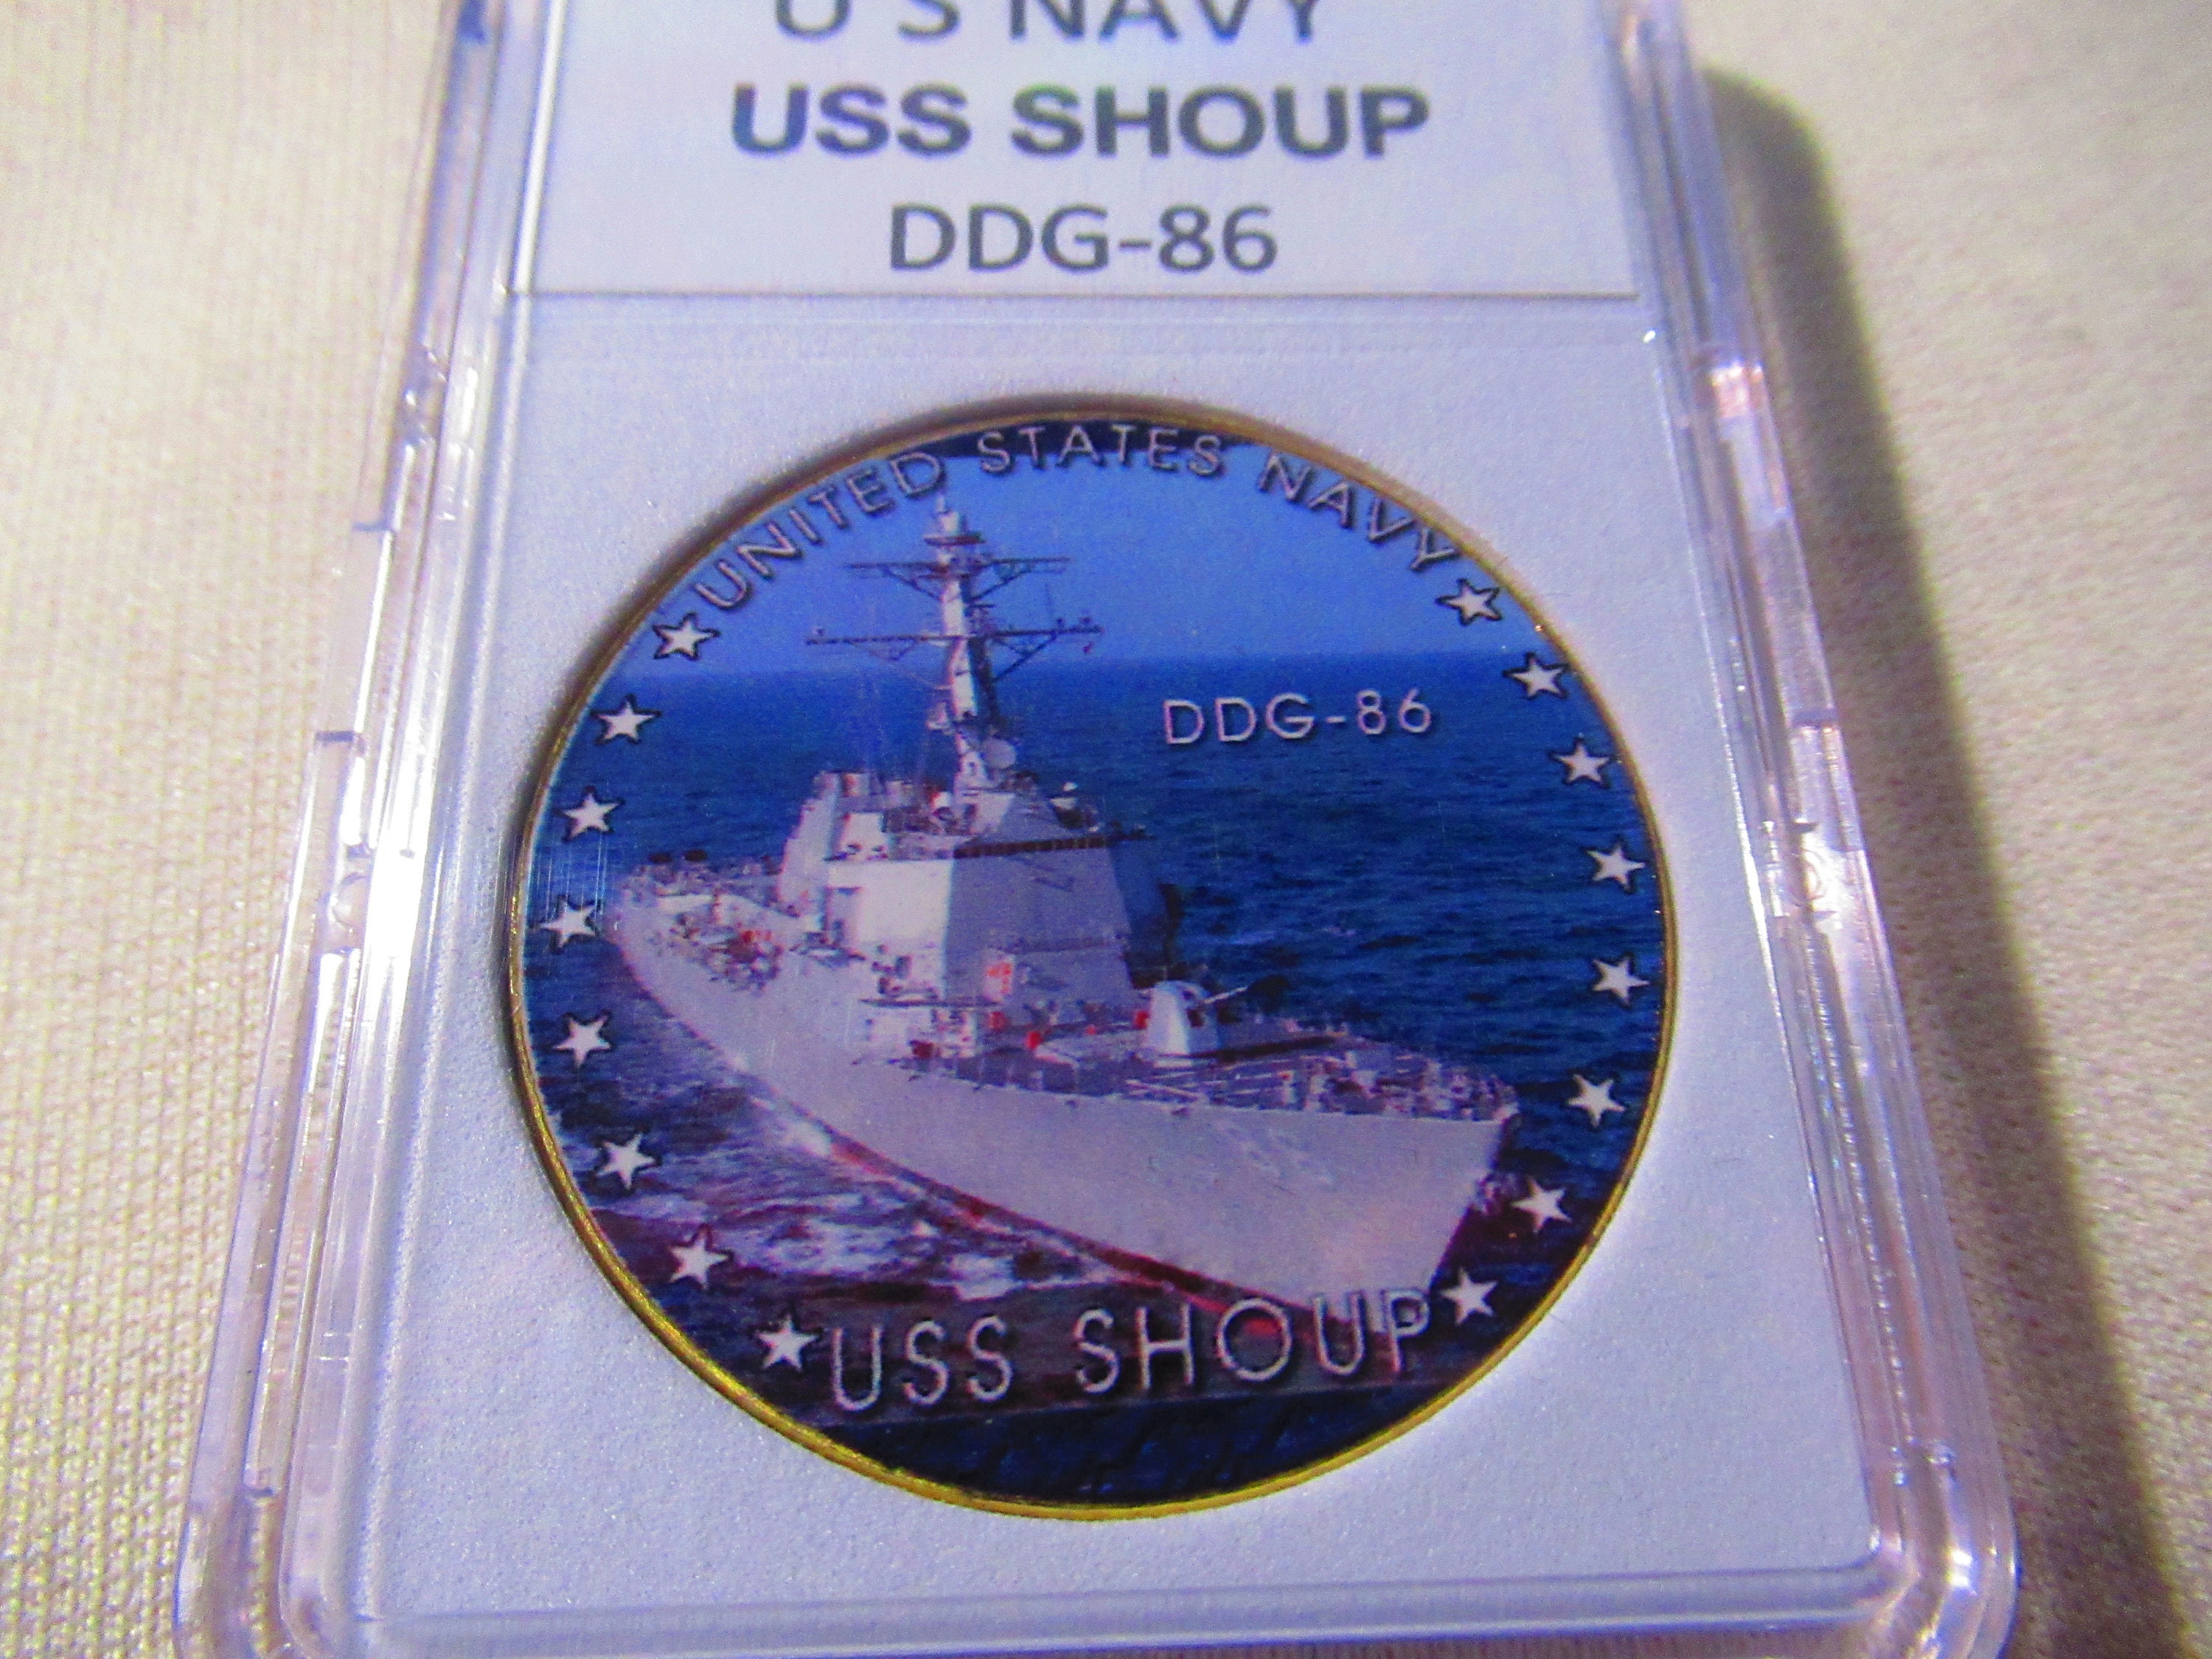 U S NAVY
USS SHOUP
DDG-86
UNITED STATES NAVY
DDG-86
USS SHOUP